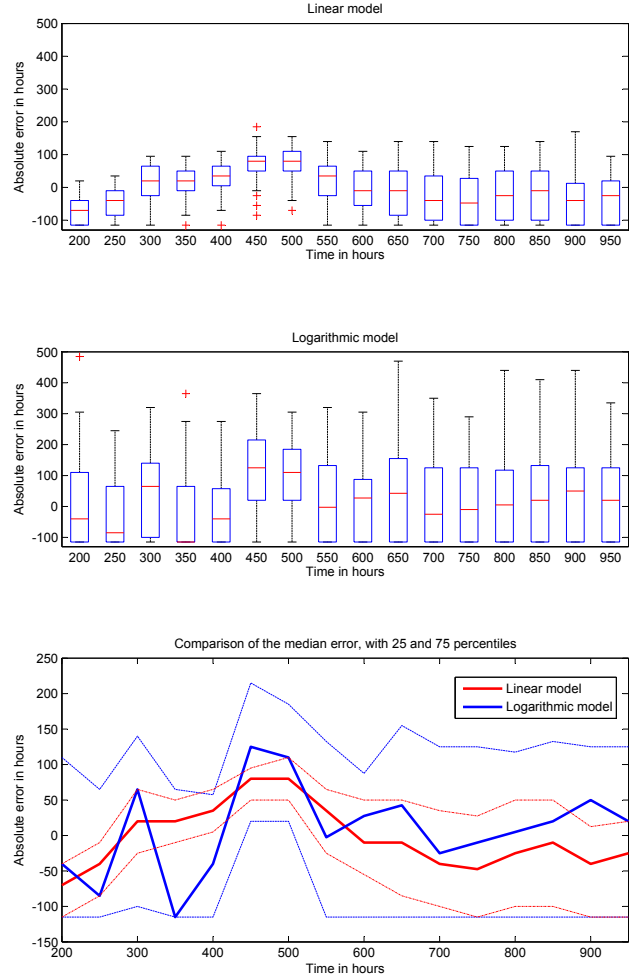 Linear model
500
400
300
200
100
0
-100
200 250 300 350 400 450 500 550 600 650 700 750 800 850 900 950
Time in hours
Absolute error in hours
Logarithmic model
500
400
300
200
100
0
-100
200 250 300 350 400 450 500 550 600 650 700 750 800 850 900 950
Time in hours
Absolute error in hours
Comparison of the median error, with 25 and 75 percentiles
250
200
150
100
50
0
-50
-100
-150
200 300 400 500 600 700 800 900
Time in hours
Absolute error in hours
Linear model
Logarithmic model